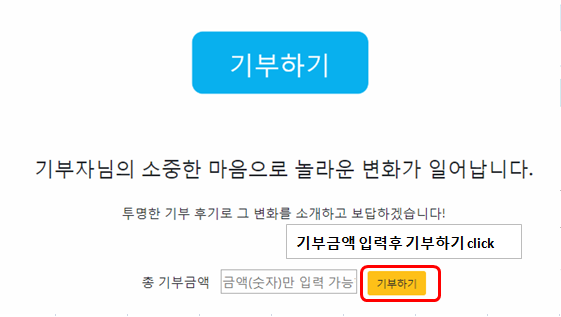 기부하기
기부자님의 소중한 마음으로 놀라운 변화가 일어납니다.
투명한 기부 후기로 그 변화를 소개하고 보답하겠습니다!
기부금액 입력후 기부하기 click
총 기부금액 금액(숫자)만 입력 가능 기부하기